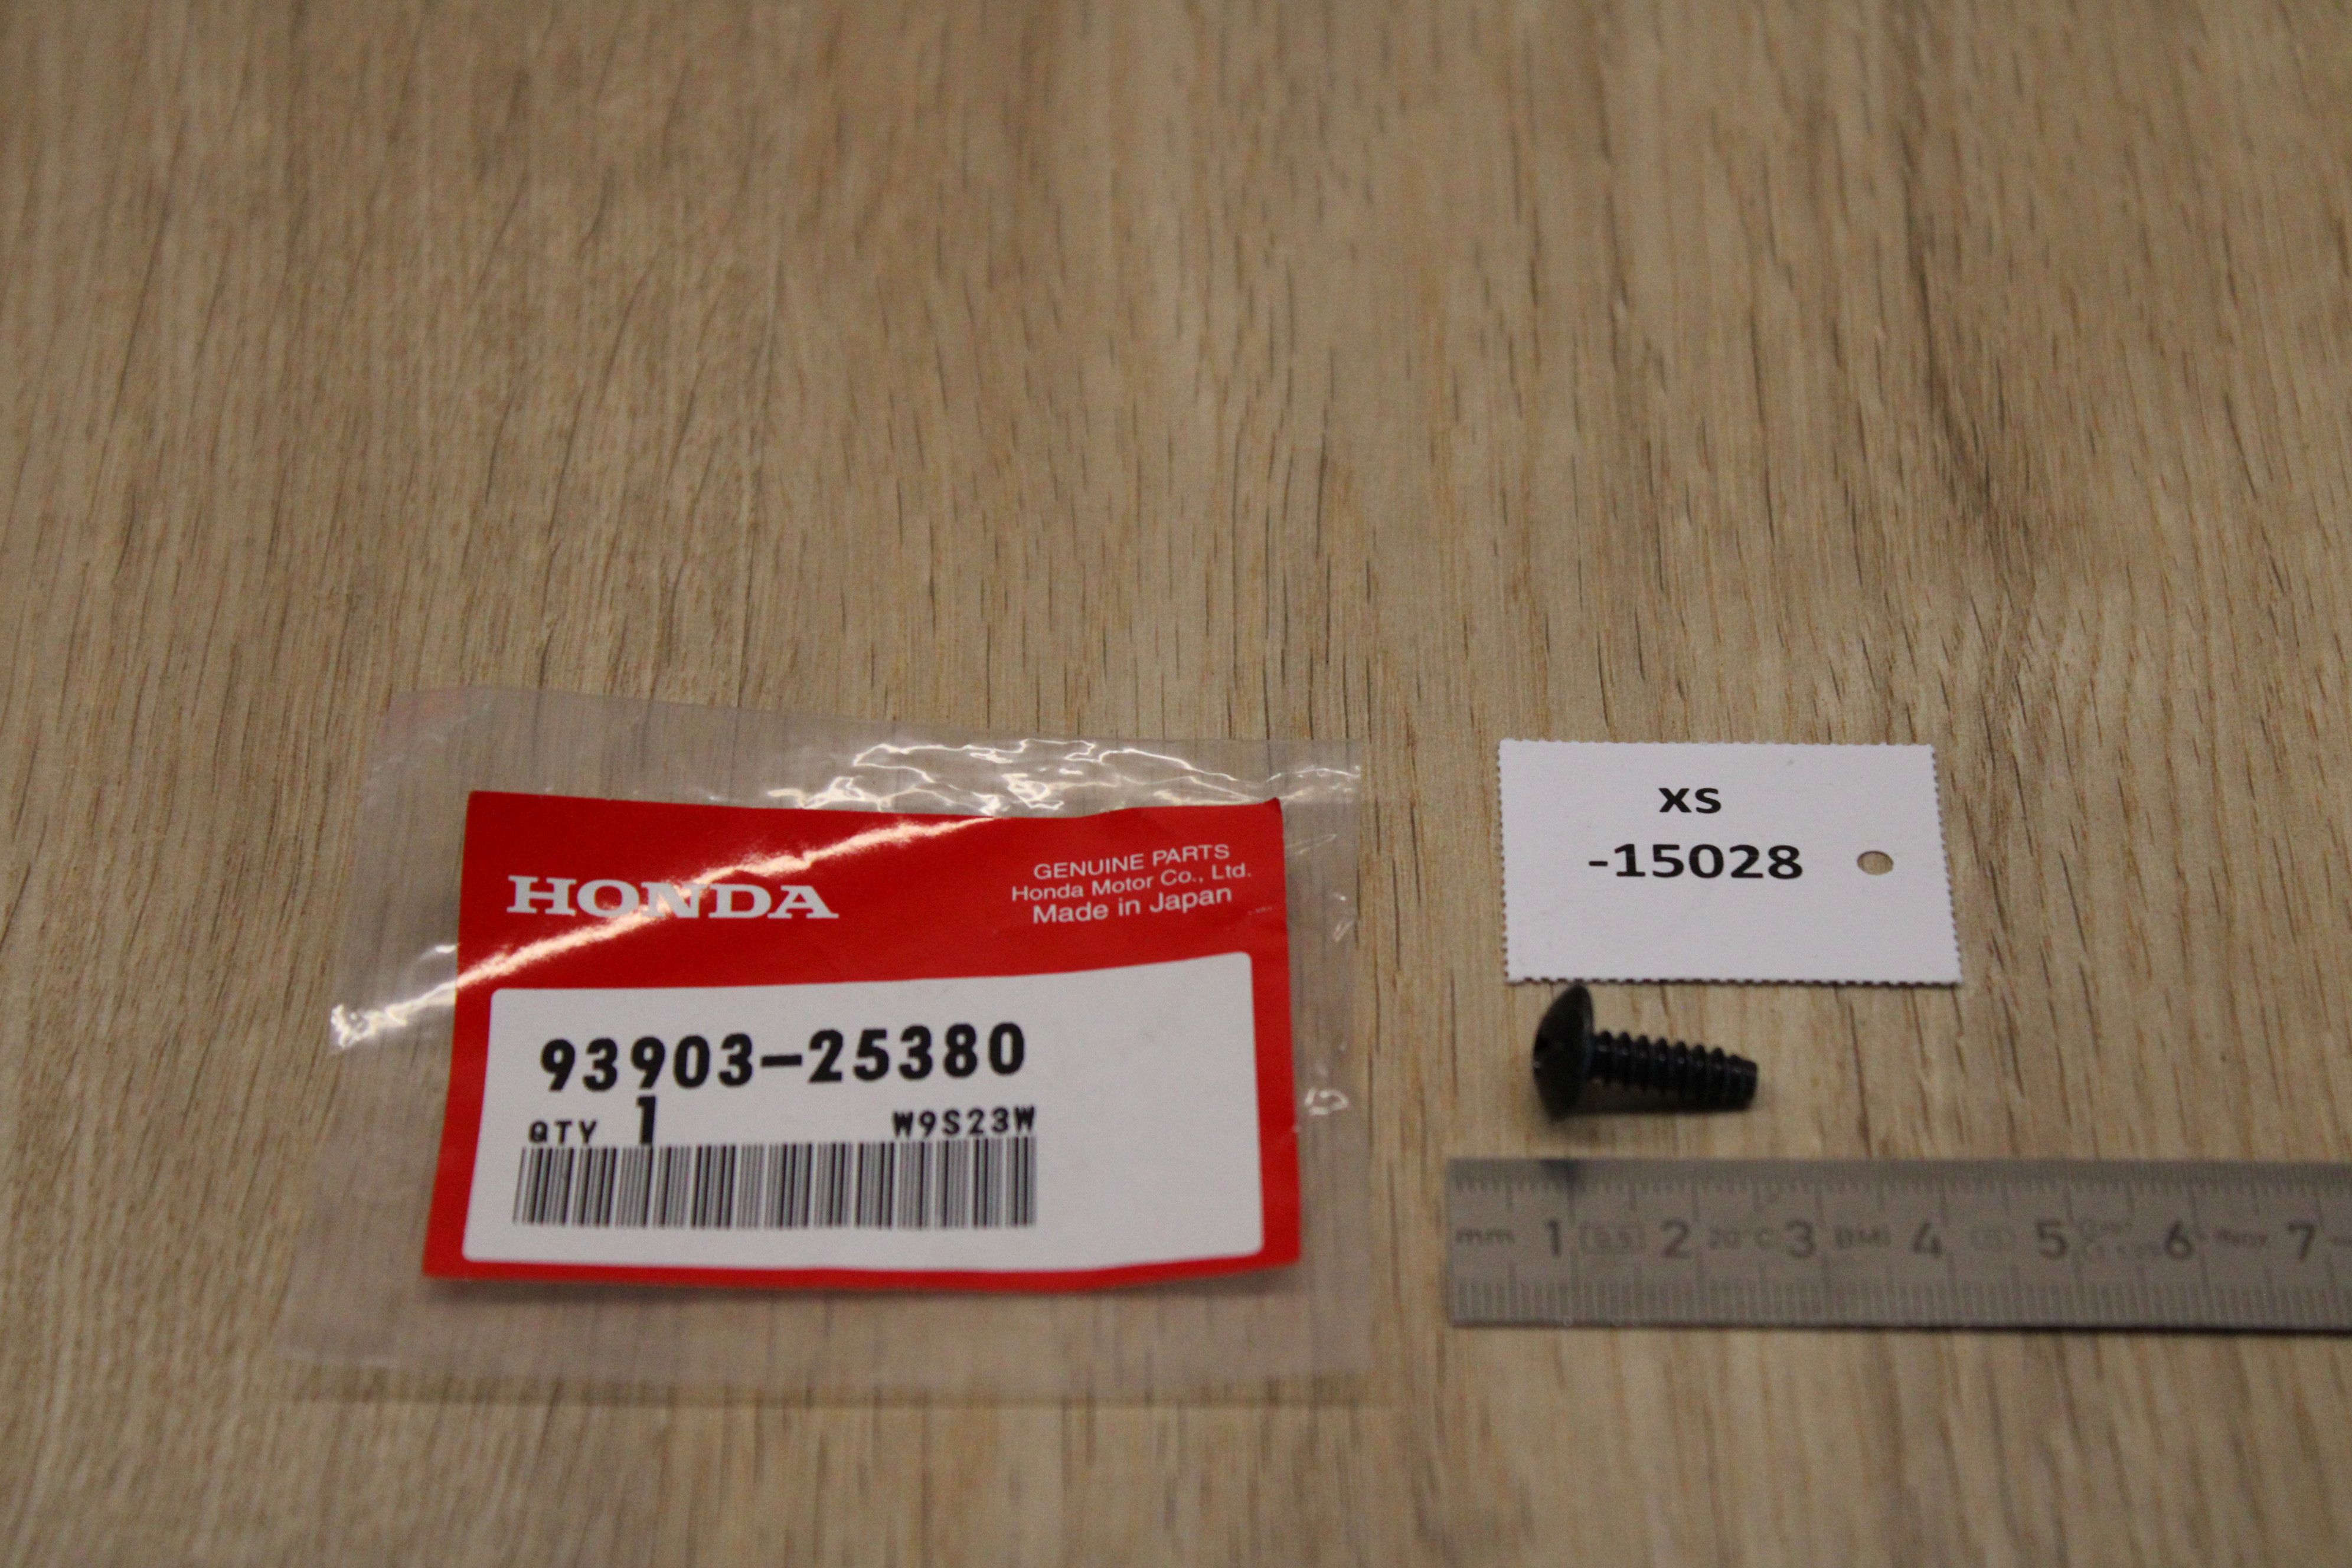 HONDA
GENUINE PARTS
Honda Motor Co., Ltd.
Made in Japan
93903-25380
QTY 1 W9S23W
xs
-15028
mm 1 2 20°C 3 4 5 6 7